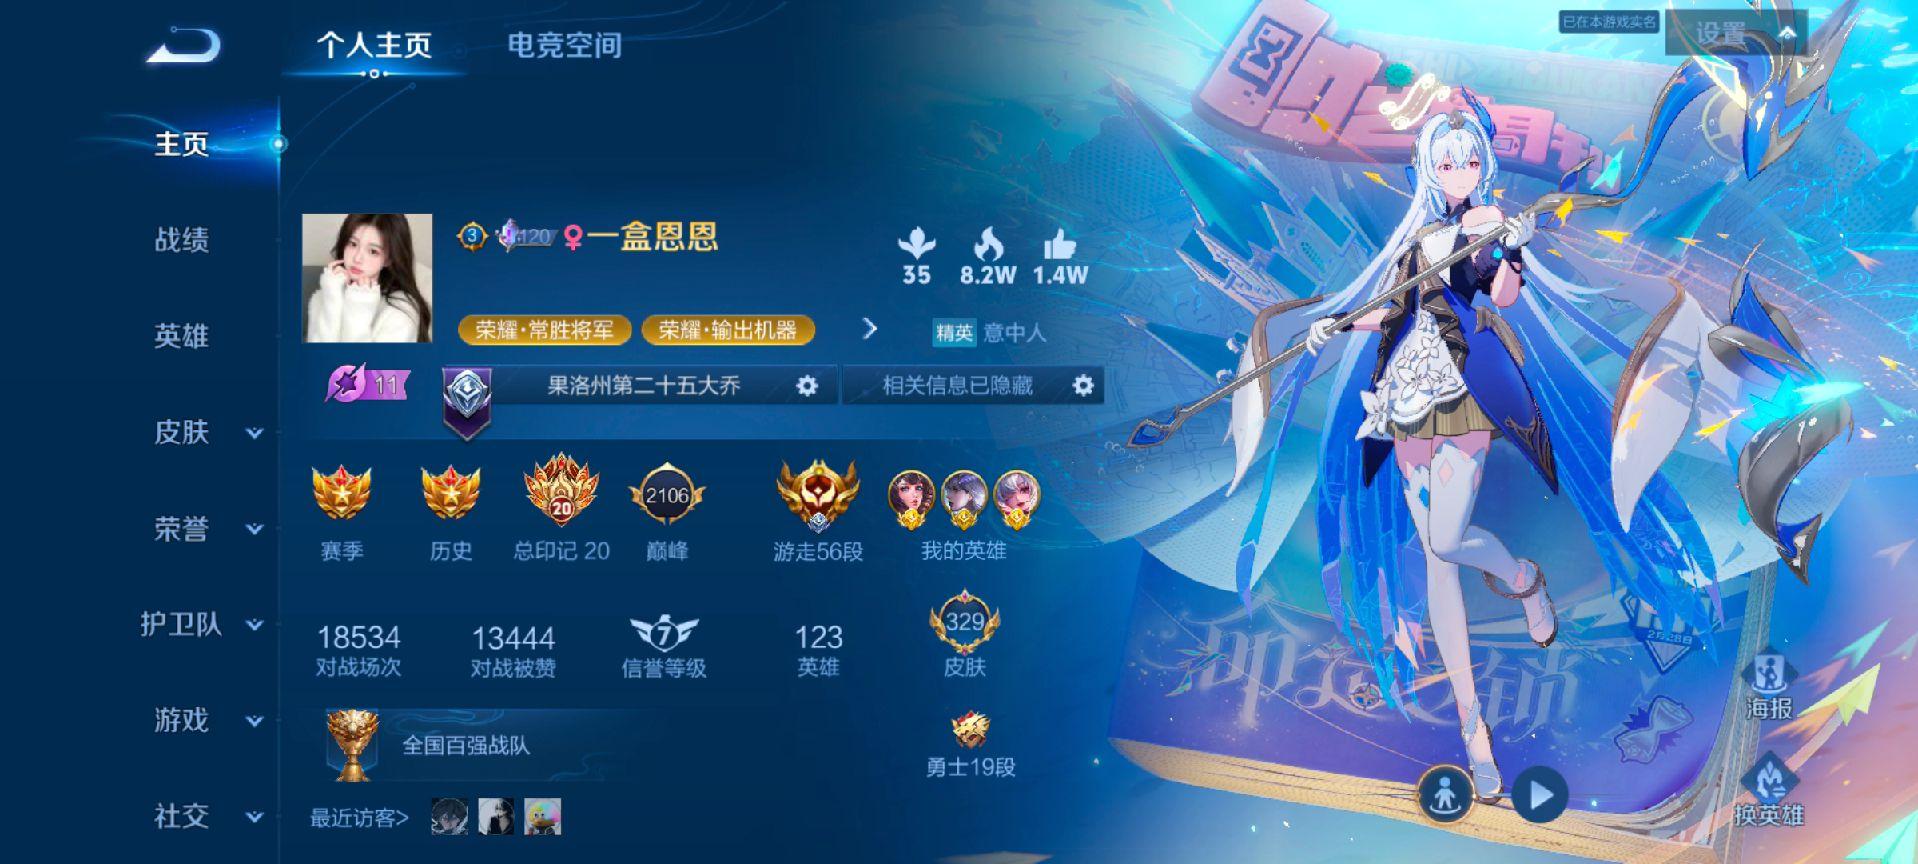 个人主页
电竞空间
已在本游戏实名
设置
主页
战绩
英雄
皮肤
荣誉
护卫队
游戏
社交
3
120
一盒恩恩
35
8.2W
1.4W
荣耀·常胜将军
荣耀·输出机器
精英 意中人
11
果洛州第二十五大乔
相关信息已隐藏
20
2106
赛季
历史
总印记 20
巅峰
游走56段
我的英雄
18534
对战场次
13444
对战被赞
7
信誉等级
123
英雄
329
皮肤
全国百强战队
勇士19段
最近访客>
2月28日
海报
换英雄